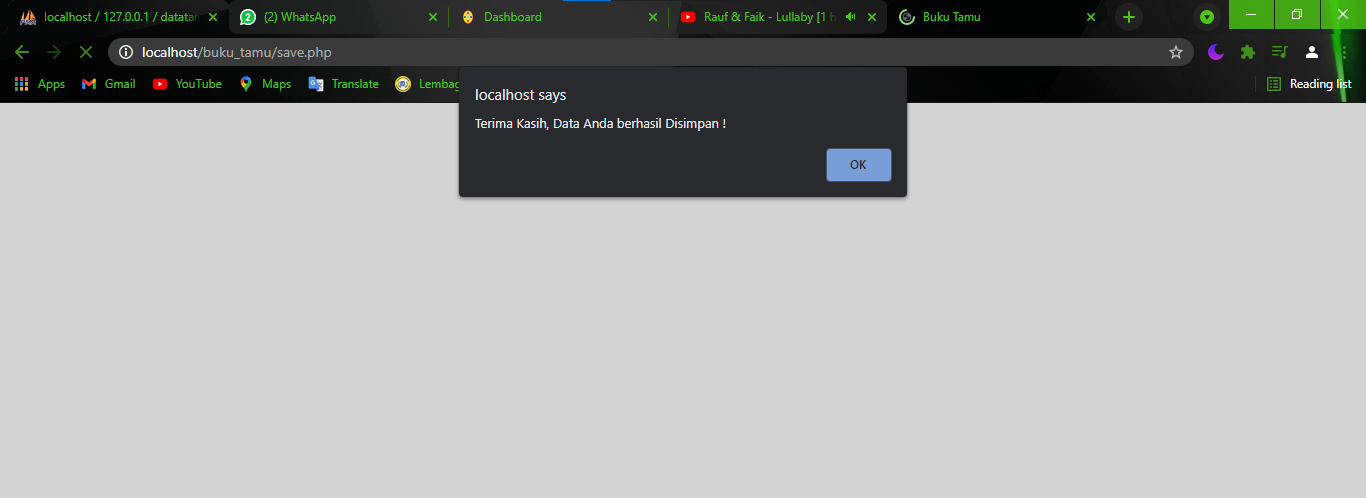 localhost / 127.0.0.1 / datatam
(2) WhatsApp
Dashboard
Rauf & Faik - Lullaby [1 h
Buku Tamu
localhost/buku_tamu/save.php
Apps
Gmail
YouTube
Maps
Translate
Lembag
Reading list
localhost says
Terima Kasih, Data Anda berhasil Disimpan !
OK